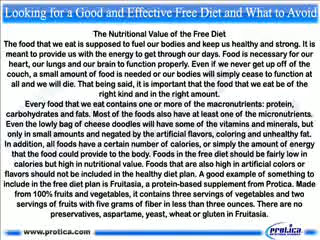 Looking for a Good and Effective Free Diet and What to Avoid
The Nutritional Value of the Free Diet
The food that we eat is supposed to fuel our bodies and keep us healthy and strong. It is
meant to provide us with the energy to get through our days. Food is necessary for our
heart, our lungs and our brain to function properly. Even if we never get up off of the
couch, a small amount of food is needed or our bodies will simply cease to function at
all and we will die. That being said, it is important that the food that we eat be of the
right kind and in the right amount.
Every food that we eat contains one or more of the macronutrients: protein,
carbohydrates and fats. Most of the foods also have at least one of the micronutrients.
Even the lowly bag of cheese doodles will have some of the vitamins and minerals, but
only in small amounts and negated by the artificial flavors, coloring and unhealthy fat.
In addition, all foods have a certain number of calories, or simply the amount of energy
that the food could provide to the body. Foods in the free diet should be fairly low in
calories but high in nutritional value. Foods that are also high in artificial colors or
flavors should not be included in the healthy diet plan. A good example of something to
include in the free diet plan is Fruitasia, a protein-based supplement from Protica. Made
from 100% fruits and vegetables, it contains three servings of vegetables and two
servings of fruits with five grams of fiber in less than three ounces. There are no
preservatives, aspartame, yeast, wheat or gluten in Fruitasia.
www.protica.com
protica